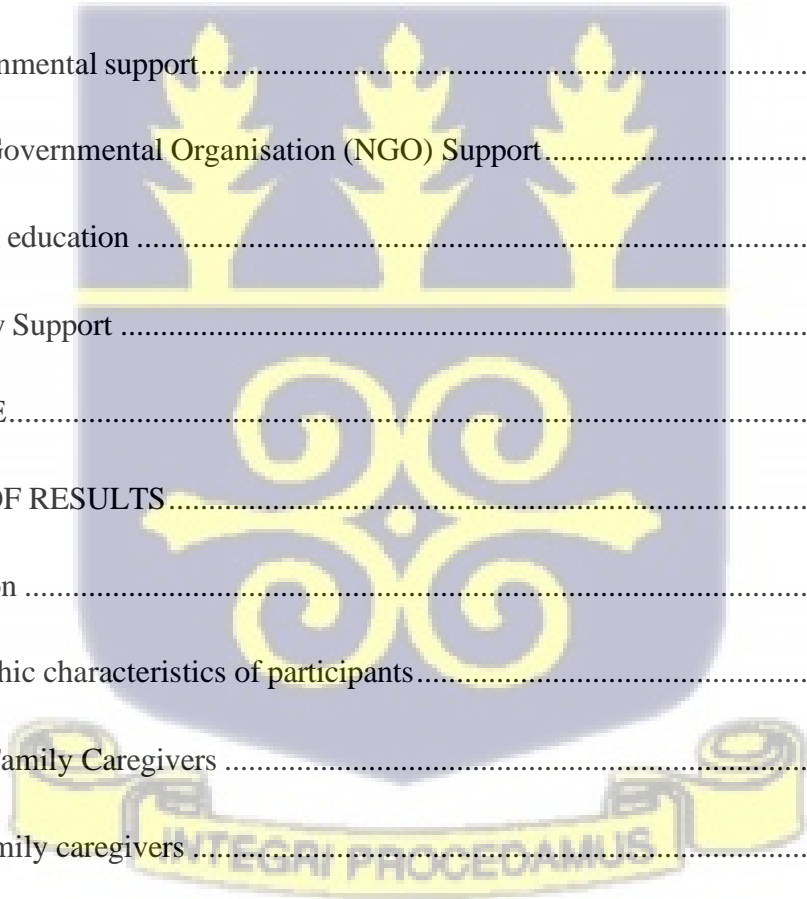 nmental support
Governmental Organisation (NGO) Support
education
Support
OF RESULTS
on
hic characteristics of participants
Family Caregivers
mily caregivers
INTEGRI PROCEDAMUS